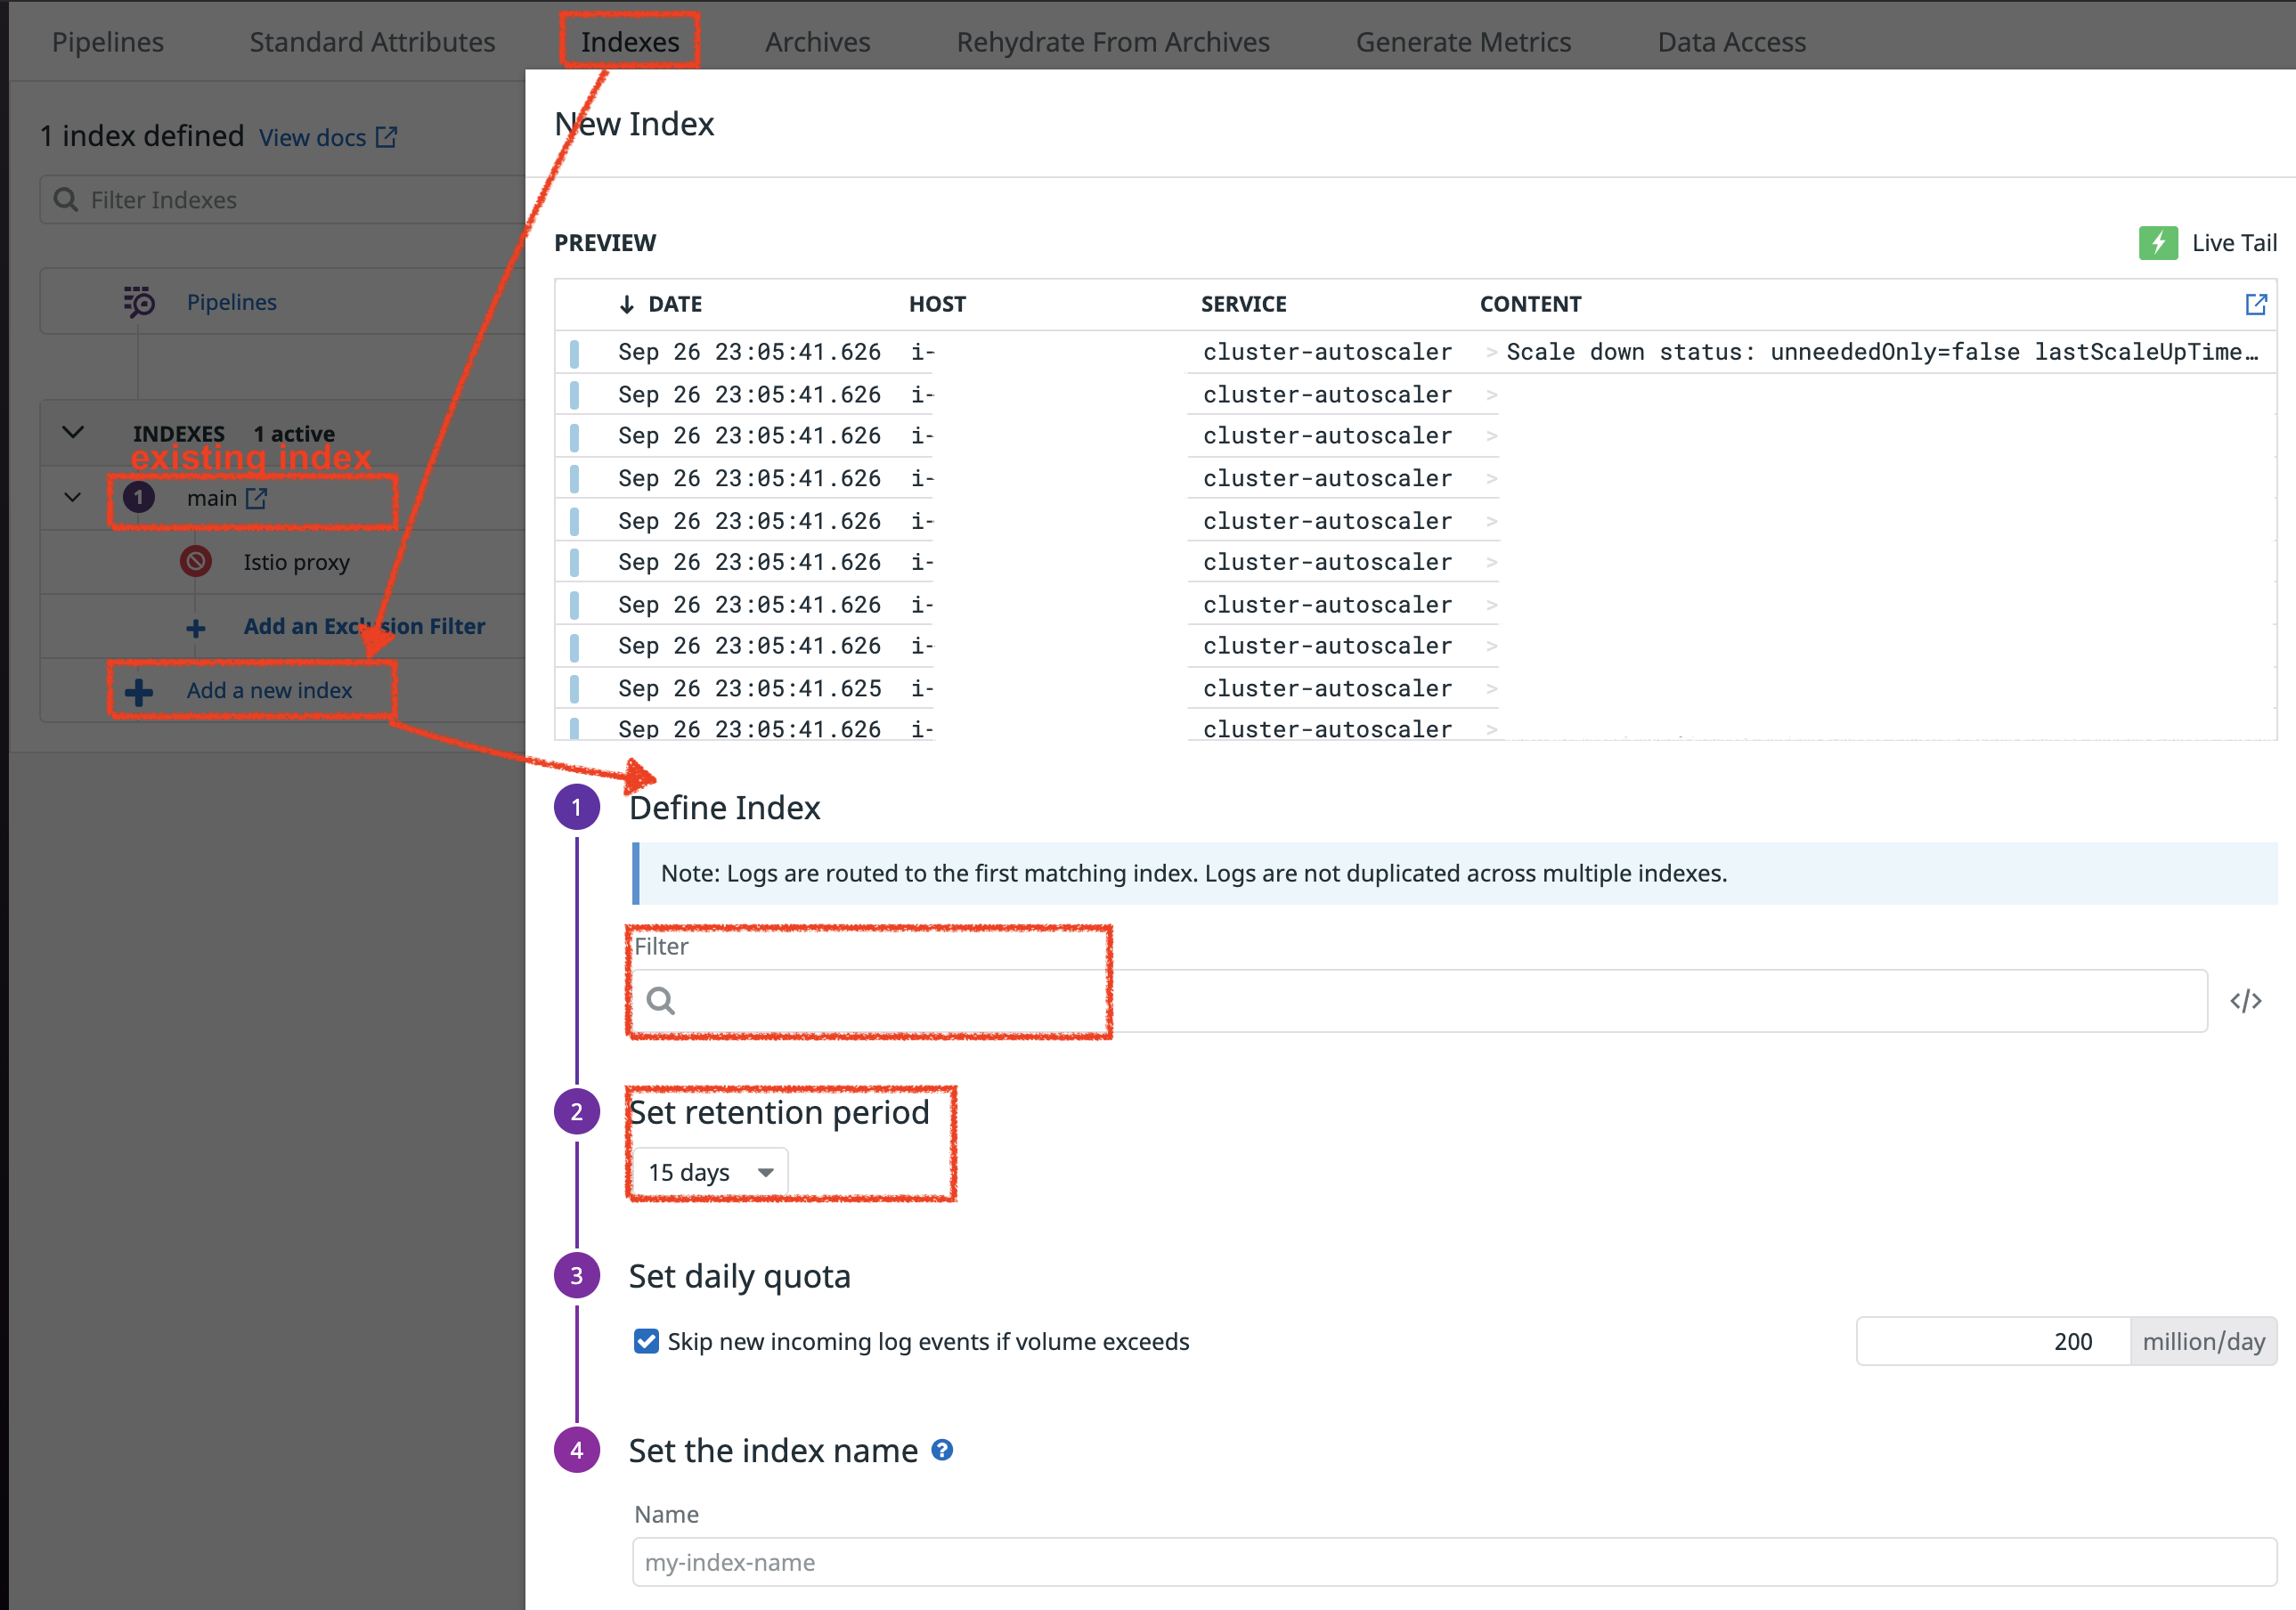 Pipelines Standard Attributes Indexes Archives Rehydrate From Archives Generate Metrics Data Access
1 index defined View docs
Filter Indexes
Pipelines
INDEXES 1 active
existing index
1 main
Istio proxy
Add an Exclusion Filter
Add a new index
New Index
PREVIEW Live Tail
DATE HOST SERVICE CONTENT
Sep 26 23:05:41.626 i- cluster-autoscaler > Scale down status: unneededOnly=false lastScaleUpTime…
Sep 26 23:05:41.626 i- cluster-autoscaler >
Sep 26 23:05:41.626 i- cluster-autoscaler >
Sep 26 23:05:41.626 i- cluster-autoscaler >
Sep 26 23:05:41.626 i- cluster-autoscaler >
Sep 26 23:05:41.626 i- cluster-autoscaler >
Sep 26 23:05:41.626 i- cluster-autoscaler >
Sep 26 23:05:41.626 i- cluster-autoscaler >
Sep 26 23:05:41.625 i- cluster-autoscaler >
Sep 26 23:05:41.626 i- cluster-autoscaler >
1 Define Index
Note: Logs are routed to the first matching index. Logs are not duplicated across multiple indexes.
Filter
</>
2 Set retention period
15 days
3 Set daily quota
Skip new incoming log events if volume exceeds 200 million/day
4 Set the index name ?
Name
my-index-name